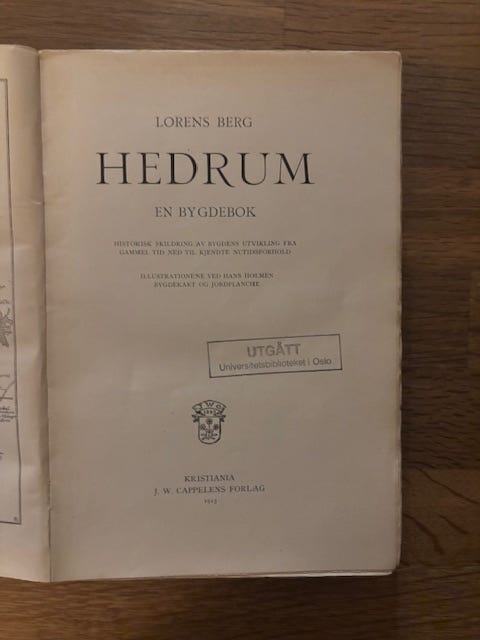 LORENS BERG
HEDRUM
EN BYGDEBOK
HISTORISK SKILDRING AV BYGDENS UTVIKLING FRA
GAMMEL TID NED TIL KJENDTE NUTIDSFORHOLD
ILLUSTRATIONENE VED HANS HOLMEN
BYGDEKART OG JORDPLANCHE
UTGÅTT
Universitetsbiblioteket i Oslo
KRISTIANIA
J. W. CAPPELENS FORLAG
1913